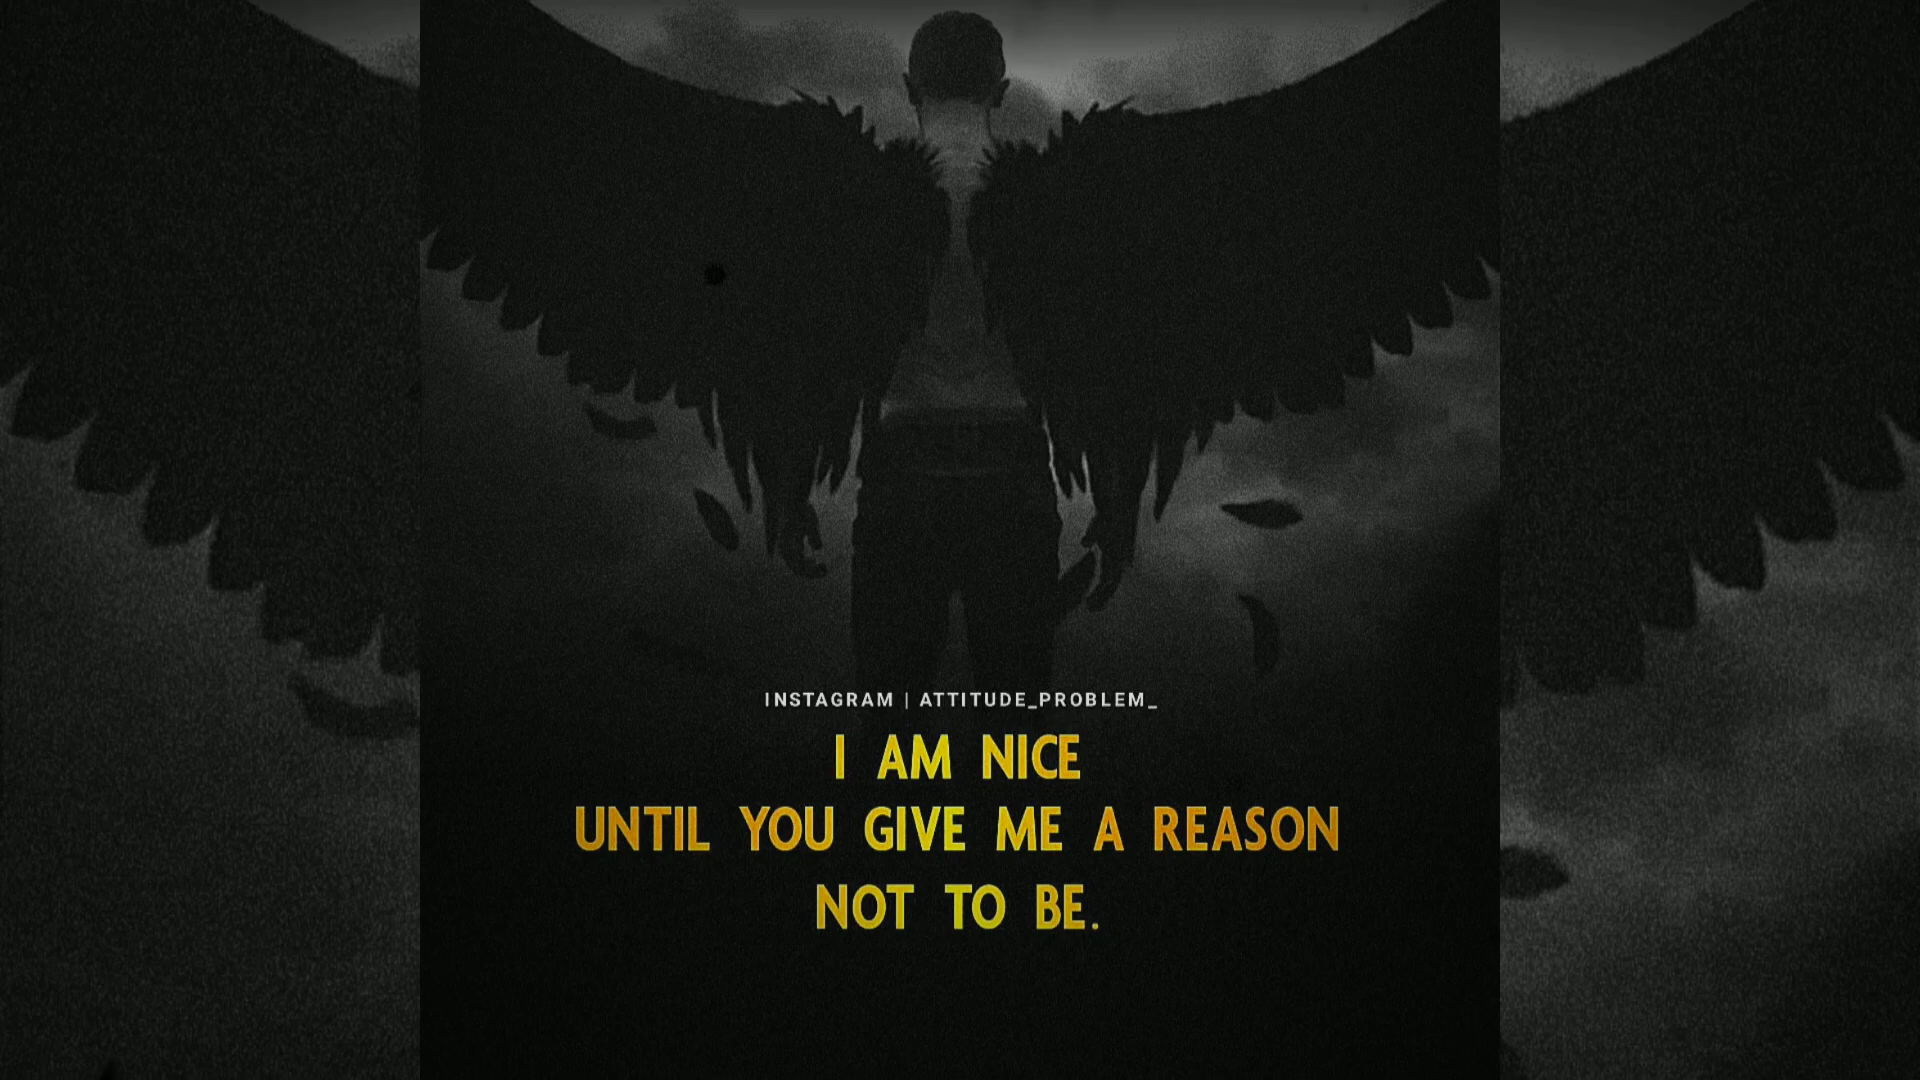 INSTAGRAM | ATTITUDE_PROBLEM_
I AM NICE
UNTIL YOU GIVE ME A REASON
NOT TO BE.